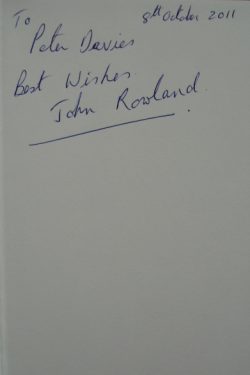 To 8th October 2011
Peter Davies
Best Wishes.
John Rowland.